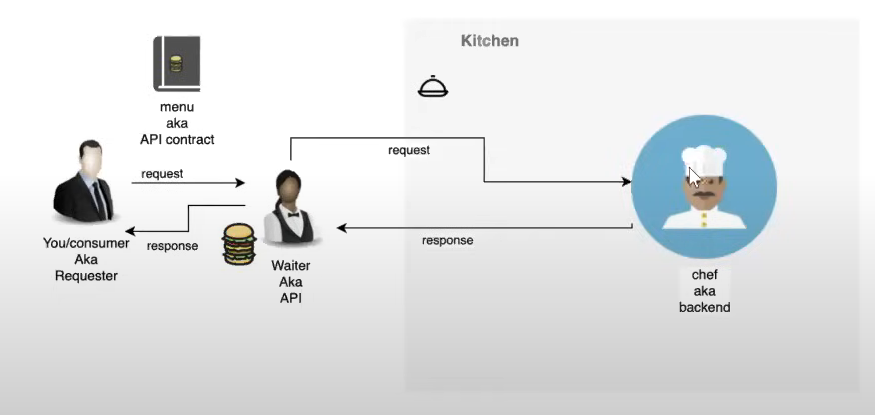 Kitchen
menu
aka
API contract
request
request
response
response
You/consumer
Aka
Requester
Waiter
Aka
API
chef
aka
backend